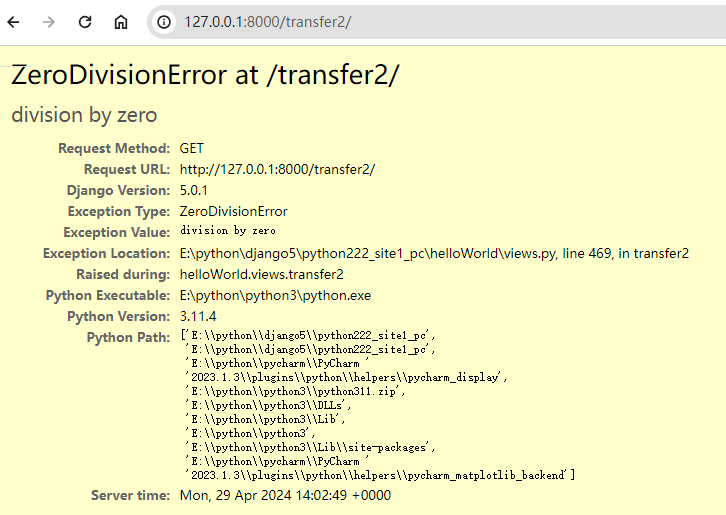 127.0.0.1:8000/transfer2/
ZeroDivisionError at /transfer2/
division by zero
Request Method: GET
Request URL: http://127.0.0.1:8000/transfer2/
Django Version: 5.0.1
Exception Type: ZeroDivisionError
Exception Value: division by zero
Exception Location: E:\python\django5\python222_site1_pc\helloWorld\views.py, line 469, in transfer2
Raised during: helloWorld.views.transfer2
Python Executable: E:\python\python3\python.exe
Python Version: 3.11.4
Python Path: ['E:\\python\\django5\\python222_site1_pc',
'E:\\python\\django5\\python222_site1_pc',
'E:\\python\\pycharm\\PyCharm '
'2023.1.3\\plugins\\python\\helpers\\pycharm_display',
'E:\\python\\python3\\python311.zip',
'E:\\python\\python3\\DLLs',
'E:\\python\\python3\\Lib',
'E:\\python\\python3',
'E:\\python\\python3\\Lib\\site-packages',
'E:\\python\\pycharm\\PyCharm '
'2023.1.3\\plugins\\python\\helpers\\pycharm_matplotlib_backend']
Server time: Mon, 29 Apr 2024 14:02:49 +0000